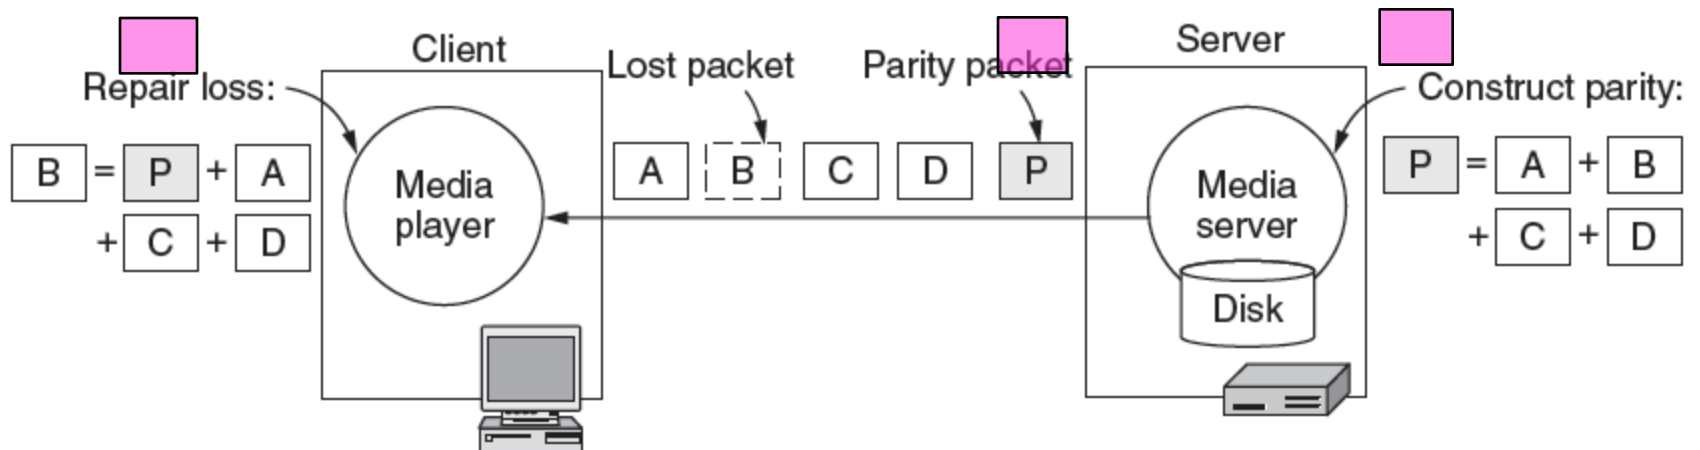 Client
Server
Lost packet
Parity packet
Repair loss:
Construct parity:
B = P + A
+ C + D
Media
player
A B C D P
Media
server
Disk
P = A + B
+ C + D